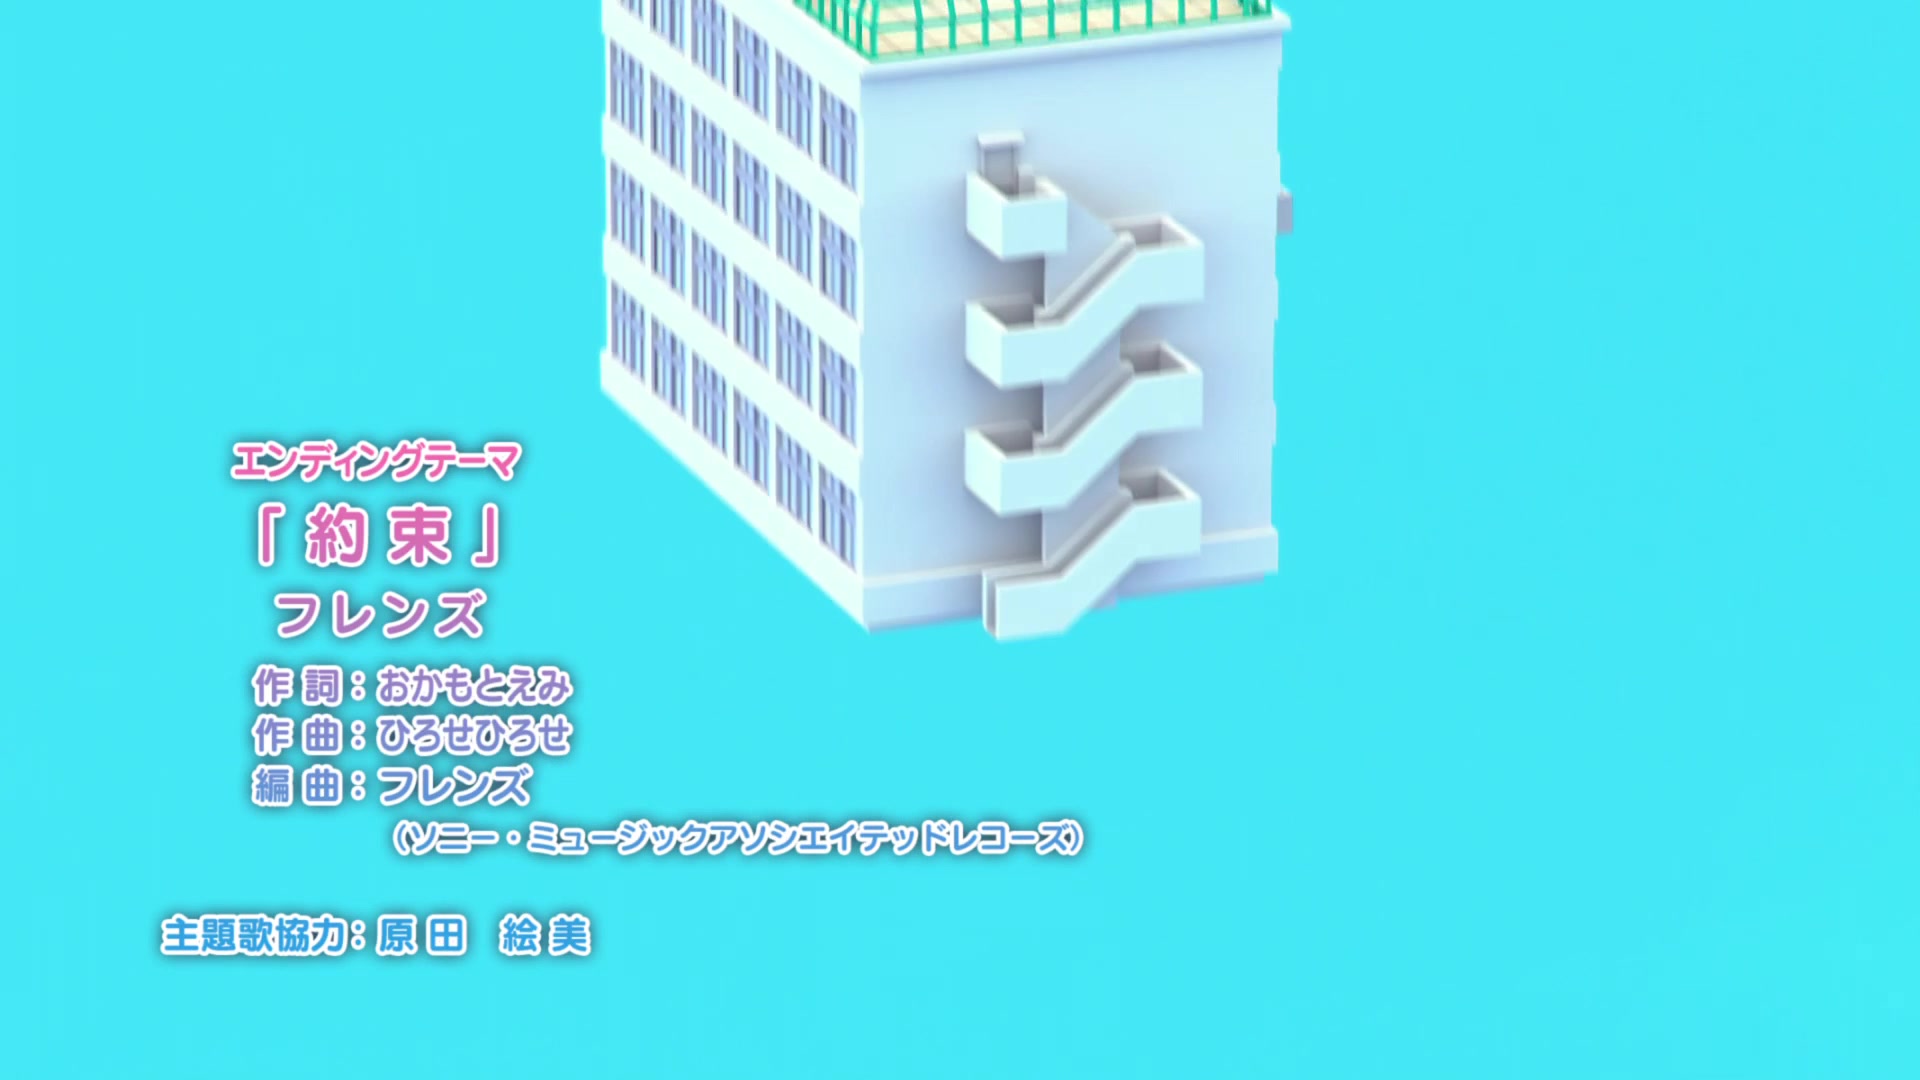 エンディングテーマ
「約束」
フレンズ
作詞：おかもとえみ
作曲：ひろせひろせ
編曲：フレンズ
（ソニー・ミュージックアソシエイテッドレコーズ）
主題歌協力：原田　絵美